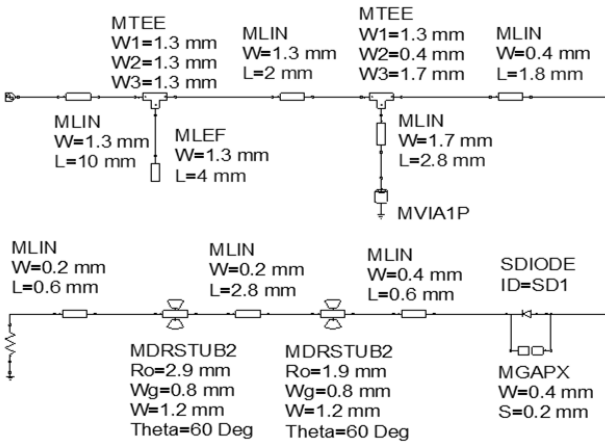 MTEE
W1=1.3 mm
W2=1.3 mm
W3=1.3 mm
MLIN
W=1.3 mm
L=2 mm
MTEE
W1=1.3 mm
W2=0.4 mm
W3=1.7 mm
MLIN
W=0.4 mm
L=1.8 mm
MLIN
W=1.3 mm
L=10 mm
MLEF
W=1.3 mm
L=4 mm
MLIN
W=1.7 mm
L=2.8 mm
MVIA1P
MLIN
W=0.2 mm
L=0.6 mm
MLIN
W=0.2 mm
L=2.8 mm
MLIN
W=0.4 mm
L=0.6 mm
SDIODE
ID=SD1
MDRSTUB2
Ro=2.9 mm
Wg=0.8 mm
W=1.2 mm
Theta=60 Deg
MDRSTUB2
Ro=1.9 mm
Wg=0.8 mm
W=1.2 mm
Theta=60 Deg
MGAPX
W=0.4 mm
S=0.2 mm